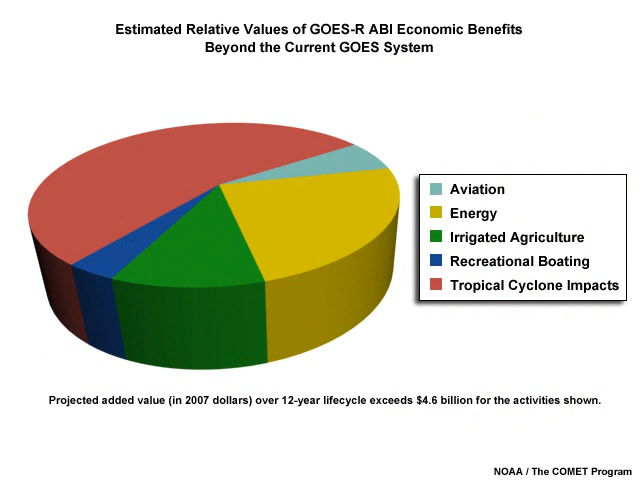 Estimated Relative Values of GOES-R ABI Economic Benefits
Beyond the Current GOES System
Aviation
Energy
Irrigated Agriculture
Recreational Boating
Tropical Cyclone Impacts
Projected added value (in 2007 dollars) over 12-year lifecycle exceeds $4.6 billion for the activities shown.
NOAA / The COMET Program